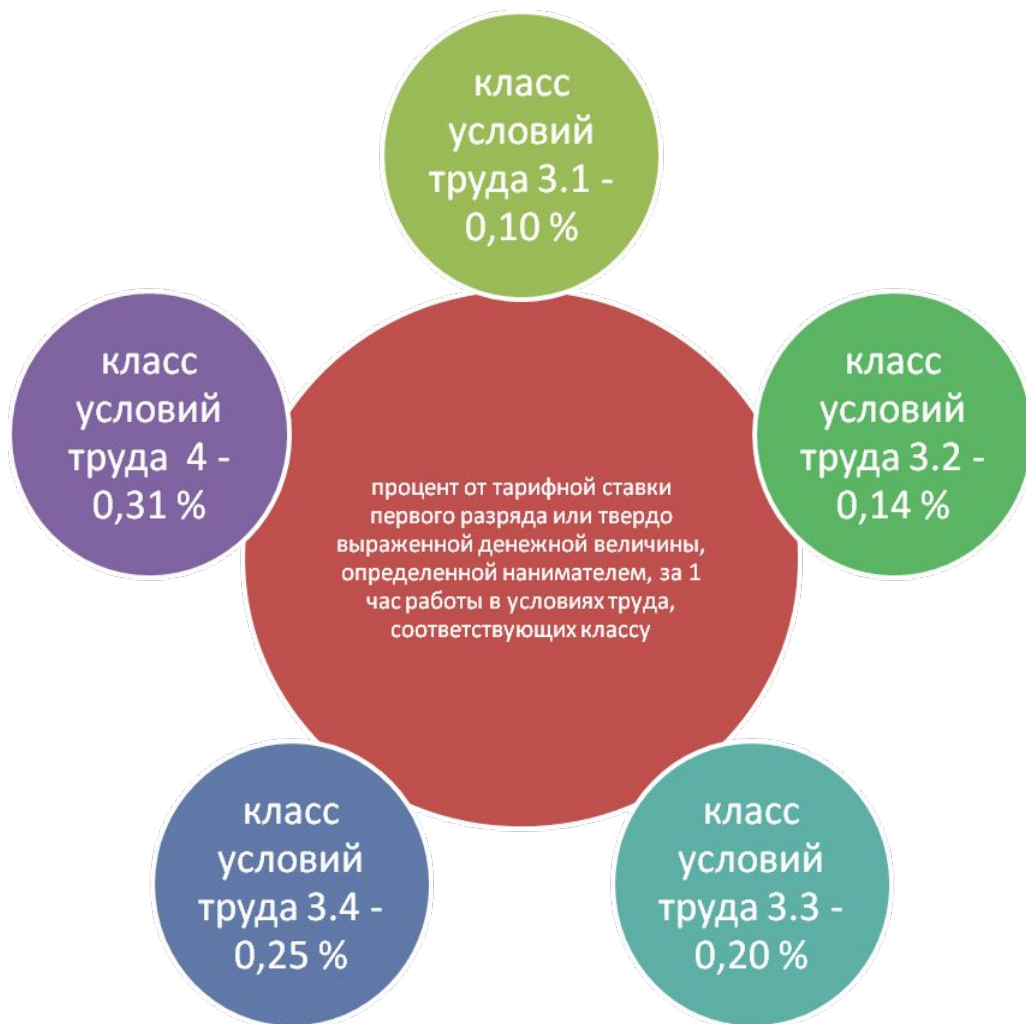 класс
условий
труда 3.1 -
0,10 %
класс
условий
труда 3.2 -
0,14 %
класс
условий
труда 3.3 -
0,20 %
класс
условий
труда 3.4 -
0,25 %
класс
условий
труда 4 -
0,31 %
процент от тарифной ставки
первого разряда или твердо
выраженной денежной величины,
определенной нанимателем, за 1
час работы в условиях труда,
соответствующих классу